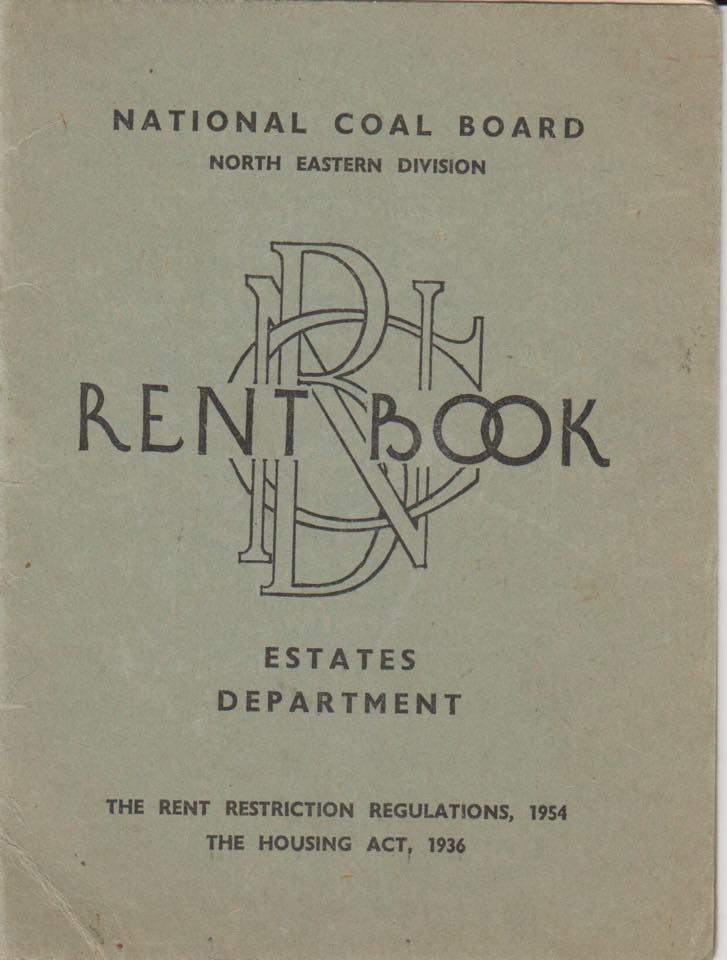 NATIONAL COAL BOARD
NORTH EASTERN DIVISION
NCB
RENT BOOK
ESTATES
DEPARTMENT
THE RENT RESTRICTION REGULATIONS, 1954
THE HOUSING ACT, 1936